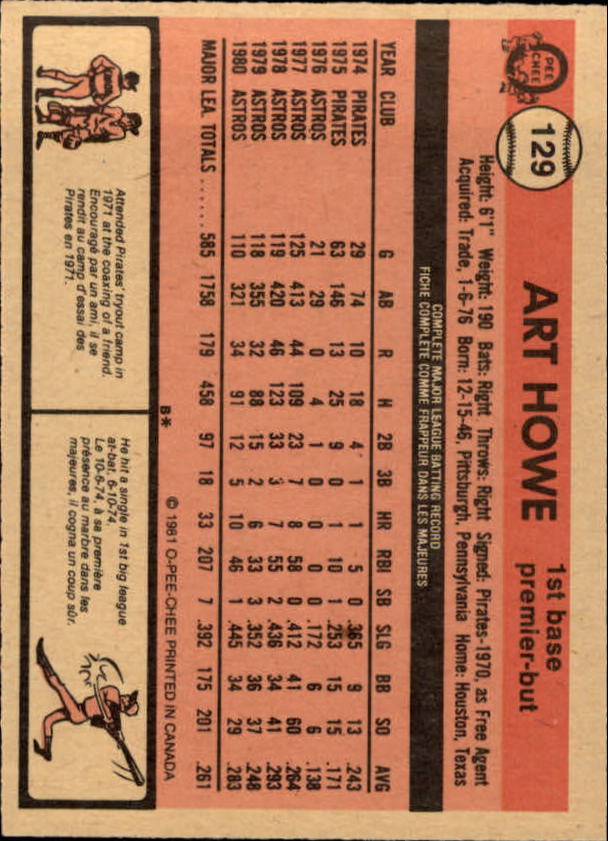 O PEE CHEE
129
ART HOWE
1st base
premier-but
Height: 6'1" Weight: 190 Bats: Right Throws: Right Signed: Pirates-1970, as Free Agent
Acquired: Trade, 1-6-76 Born: 12-15-46, Pittsburgh, Pennsylvania Home: Houston, Texas
COMPLETE MAJOR LEAGUE BATTING RECORD
FICHE COMPLÈTE COMME FRAPPEUR DANS LES MAJEURES
YEAR CLUB G AB R H 2B 3B HR RBI SB SLG BB SO AVG
1974 PIRATES 29 74 10 18 4 1 1 5 0 .365 9 13 .243
1975 PIRATES 63 146 13 25 9 0 1 10 1 .253 15 15 .171
1976 ASTROS 21 29 0 4 1 0 0 0 0 .172 6 6 .138
1977 ASTROS 125 413 44 109 23 7 8 58 0 .412 41 60 .264
1978 ASTROS 119 420 46 123 33 3 7 55 2 .436 34 41 .293
1979 ASTROS 118 355 32 88 15 2 6 33 3 .352 36 37 .248
1980 ASTROS 110 321 34 91 12 5 10 46 1 .445 34 29 .283
MAJOR LEA. TOTALS ...... 585 1758 179 458 97 18 33 207 7 .392 175 201 .261
B* © 1981 O-PEE-CHEE PRINTED IN CANADA
Attended Pirates' tryout camp in
1971 at the coaxing of a friend.
Encouragé par un ami, il se
rendit au camp d'essai des
Pirates en 1971.
He hit a single in 1st big league
at-bat, 6-10-74.
Le 10-6-74, à se première
présence au marbre dans les
majeures, il cogna un coup sûr.